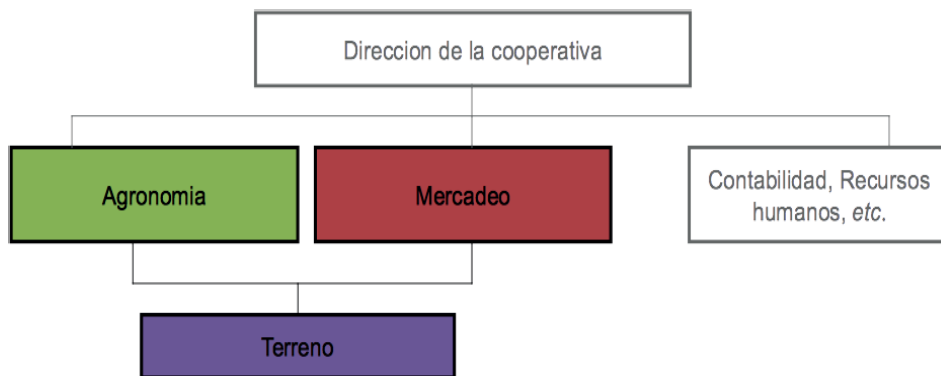 Direccion de la cooperativa
Agronomia
Mercadeo
Contabilidad, Recursos
humanos, etc.
Terreno